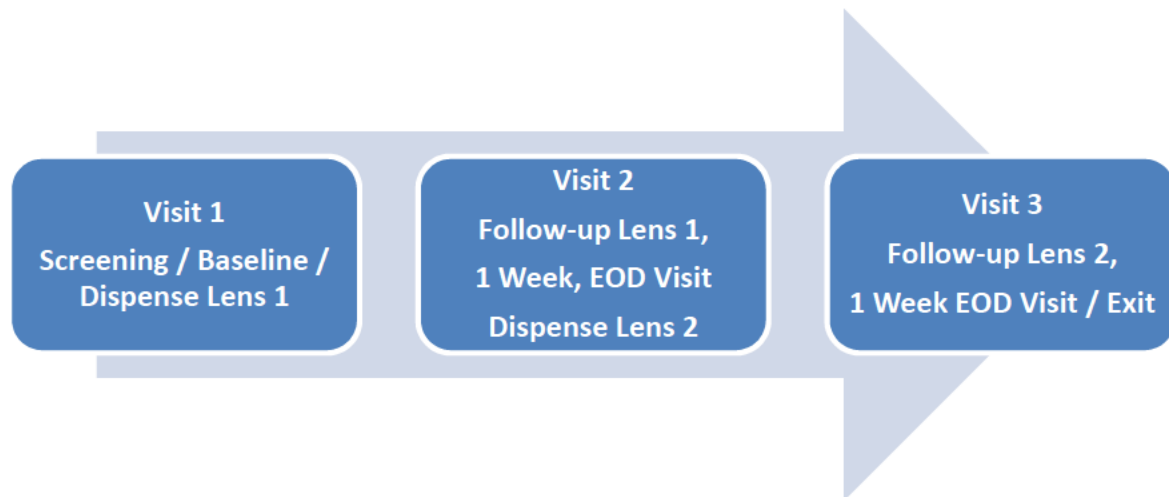 Visit 1
Screening / Baseline /
Dispense Lens 1
Visit 2
Follow-up Lens 1,
1 Week, EOD Visit
Dispense Lens 2
Visit 3
Follow-up Lens 2,
1 Week EOD Visit / Exit